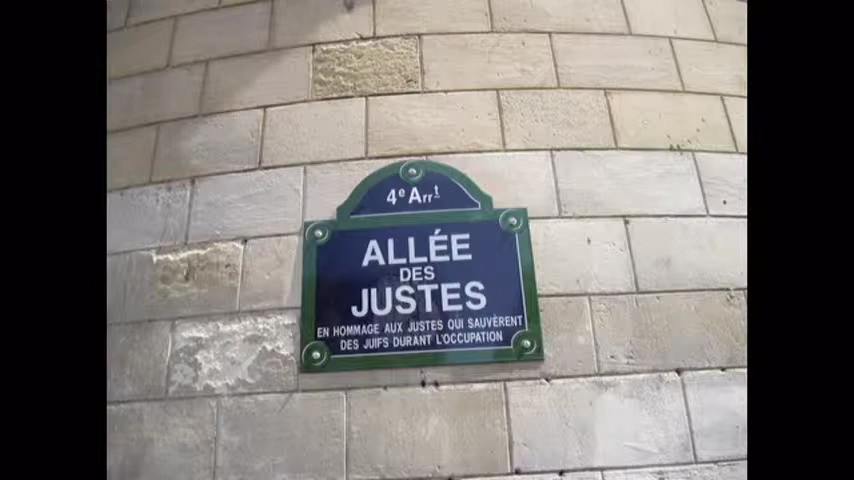 4e Arrt
ALLÉE
DES
JUSTES
EN HOMMAGE AUX JUSTES QUI SAUVÈRENT
DES JUIFS DURANT L'OCCUPATION